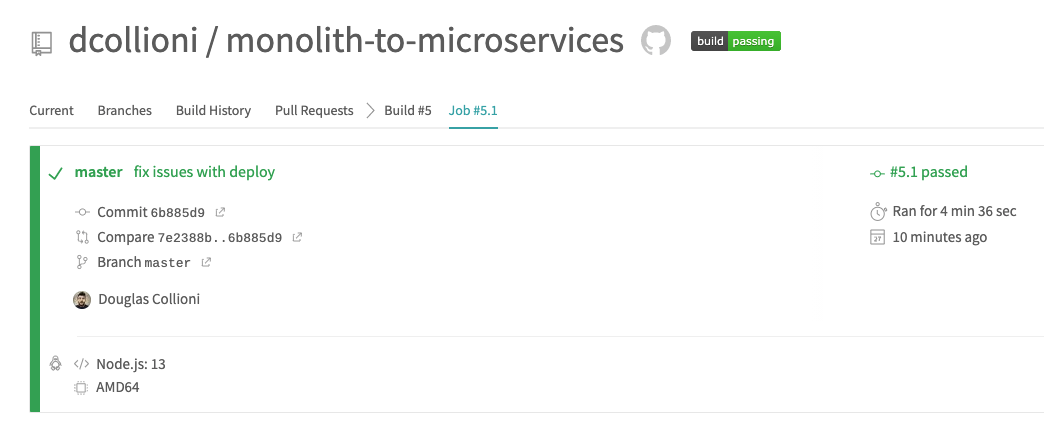 dcollioni / monolith-to-microservices build passing
Current Branches Build History Pull Requests Build #5 Job #5.1
master fix issues with deploy #5.1 passed
Commit 6b885d9 Ran for 4 min 36 sec
Compare 7e2388b..6b885d9 27 10 minutes ago
Branch master
Douglas Collioni
</> Node.js: 13
AMD64